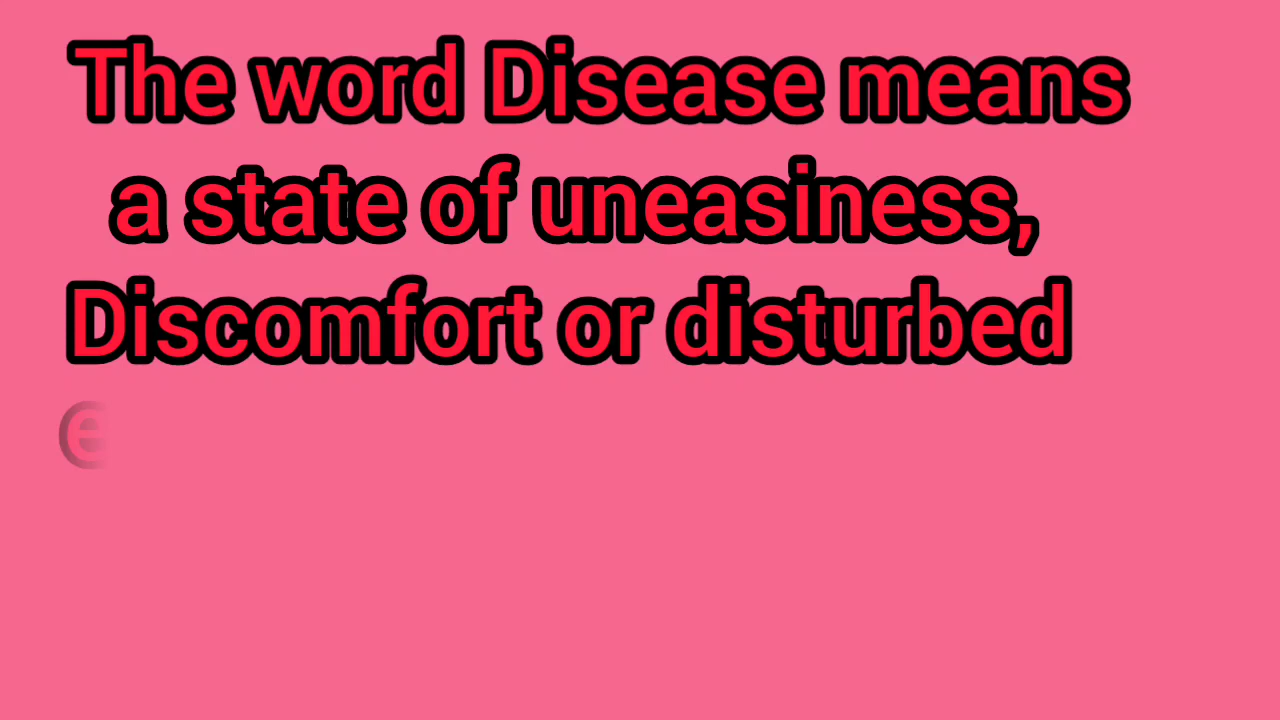 The word Disease means
a state of uneasiness,
Discomfort or disturbed